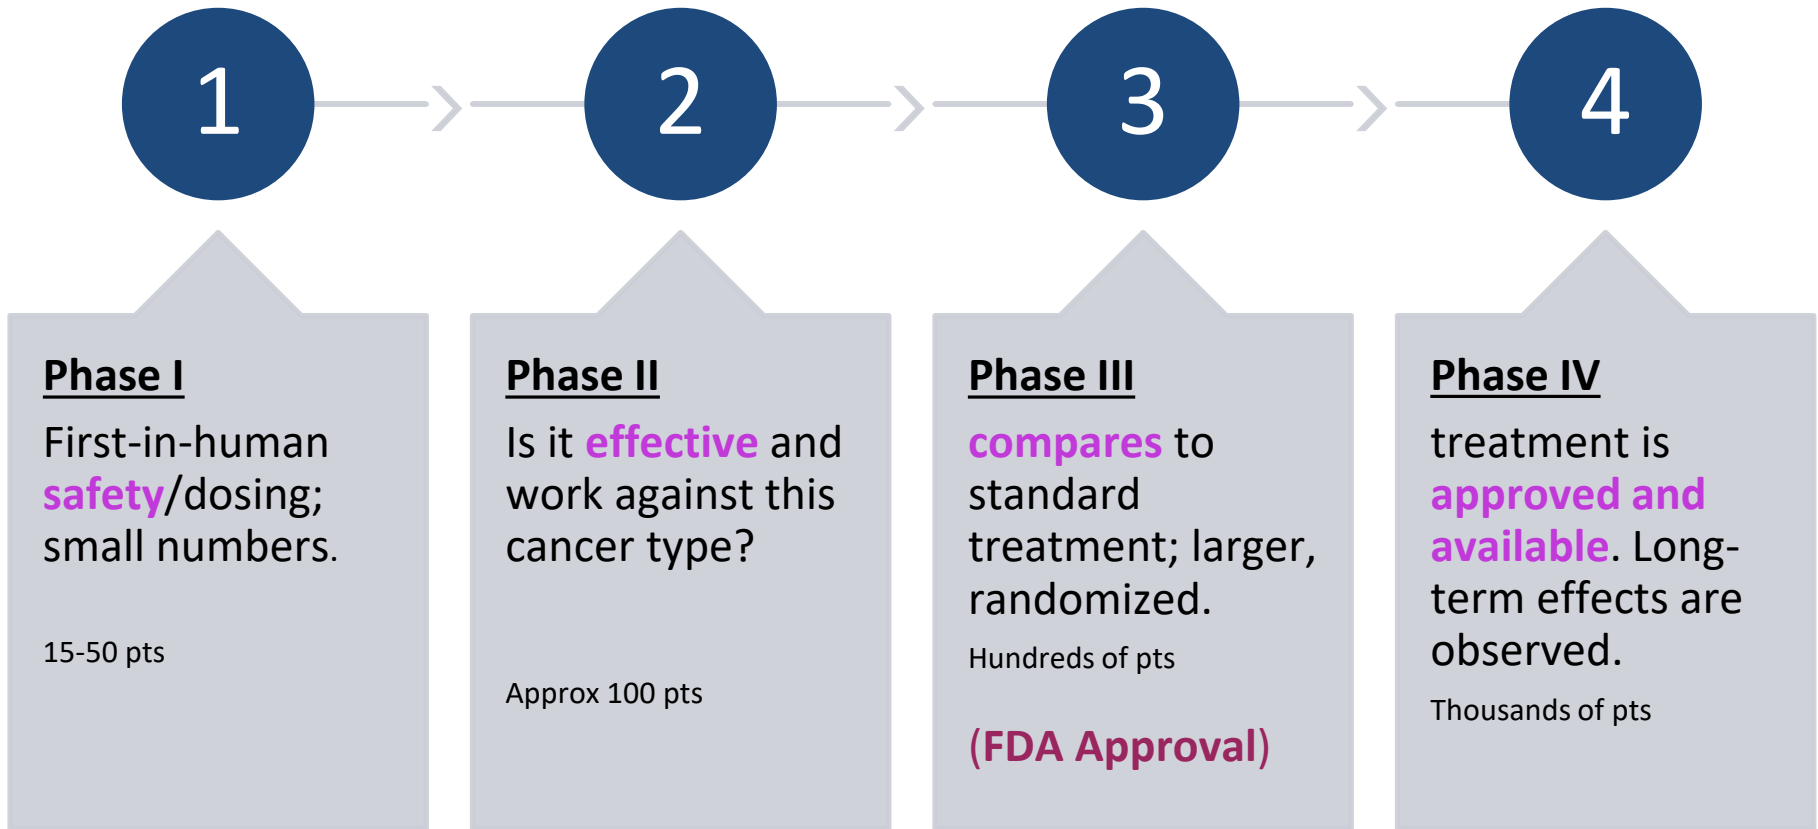 1
2
3
4
Phase I
First-in-human
safety/dosing;
small numbers.
15-50 pts
Phase II
Is it effective and
work against this
cancer type?
Approx 100 pts
Phase III
compares to
standard
treatment; larger,
randomized.
Hundreds of pts
(FDA Approval)
Phase IV
treatment is
approved and
available. Long-
term effects are
observed.
Thousands of pts